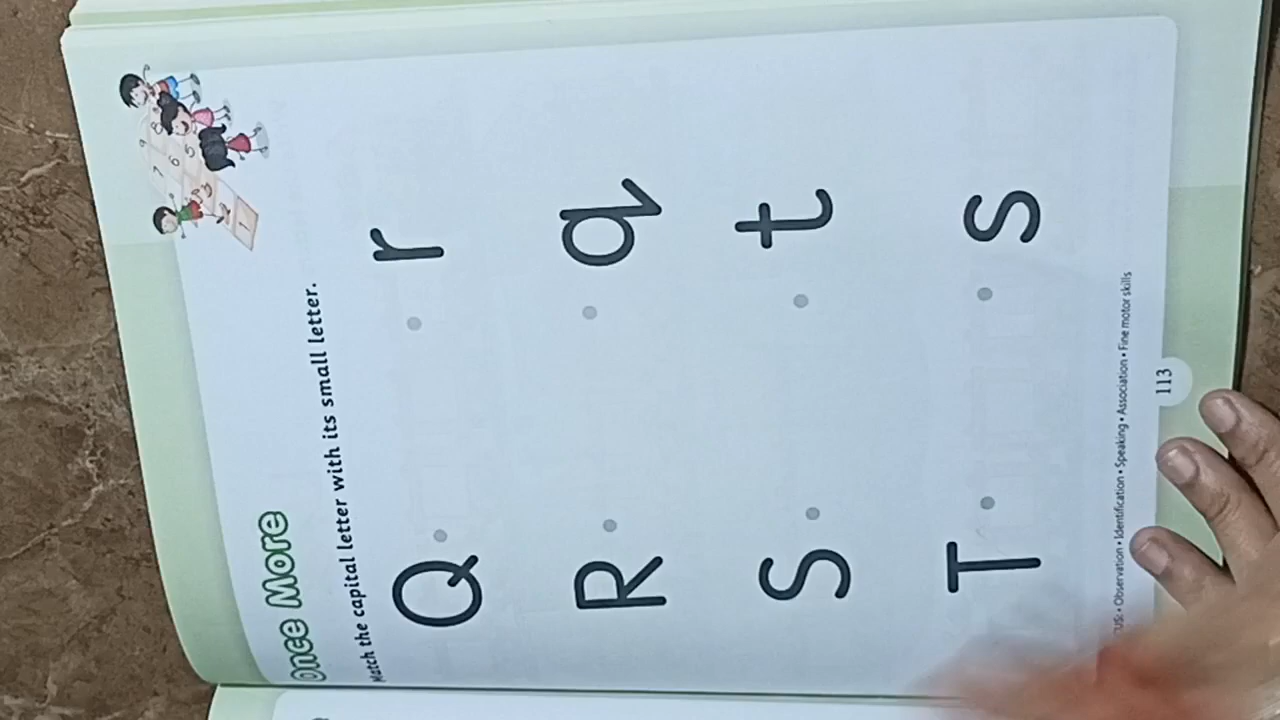 Once More
Match the capital letter with its small letter.
Q r
R q
S t
T s
Observation • Identification • Speaking • Association • Fine motor skills
113